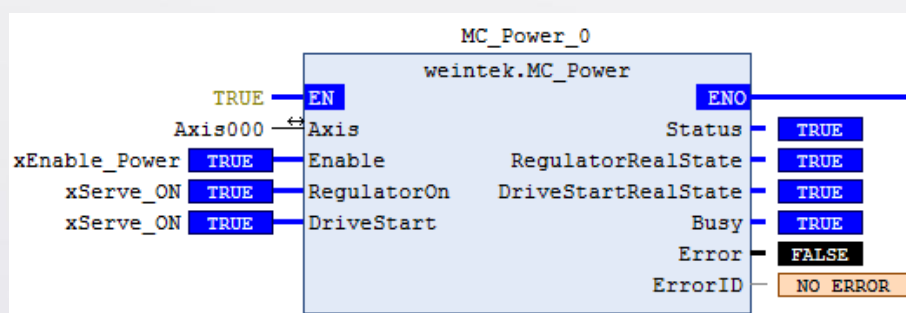 MC_Power_0
weintek.MC_Power
TRUE EN ENO
Axis000 Axis Status TRUE
xEnable_Power TRUE Enable RegulatorRealState TRUE
xServe_ON TRUE RegulatorOn DriveStartRealState TRUE
xServe_ON TRUE DriveStart Busy TRUE
Error FALSE
ErrorID NO ERROR